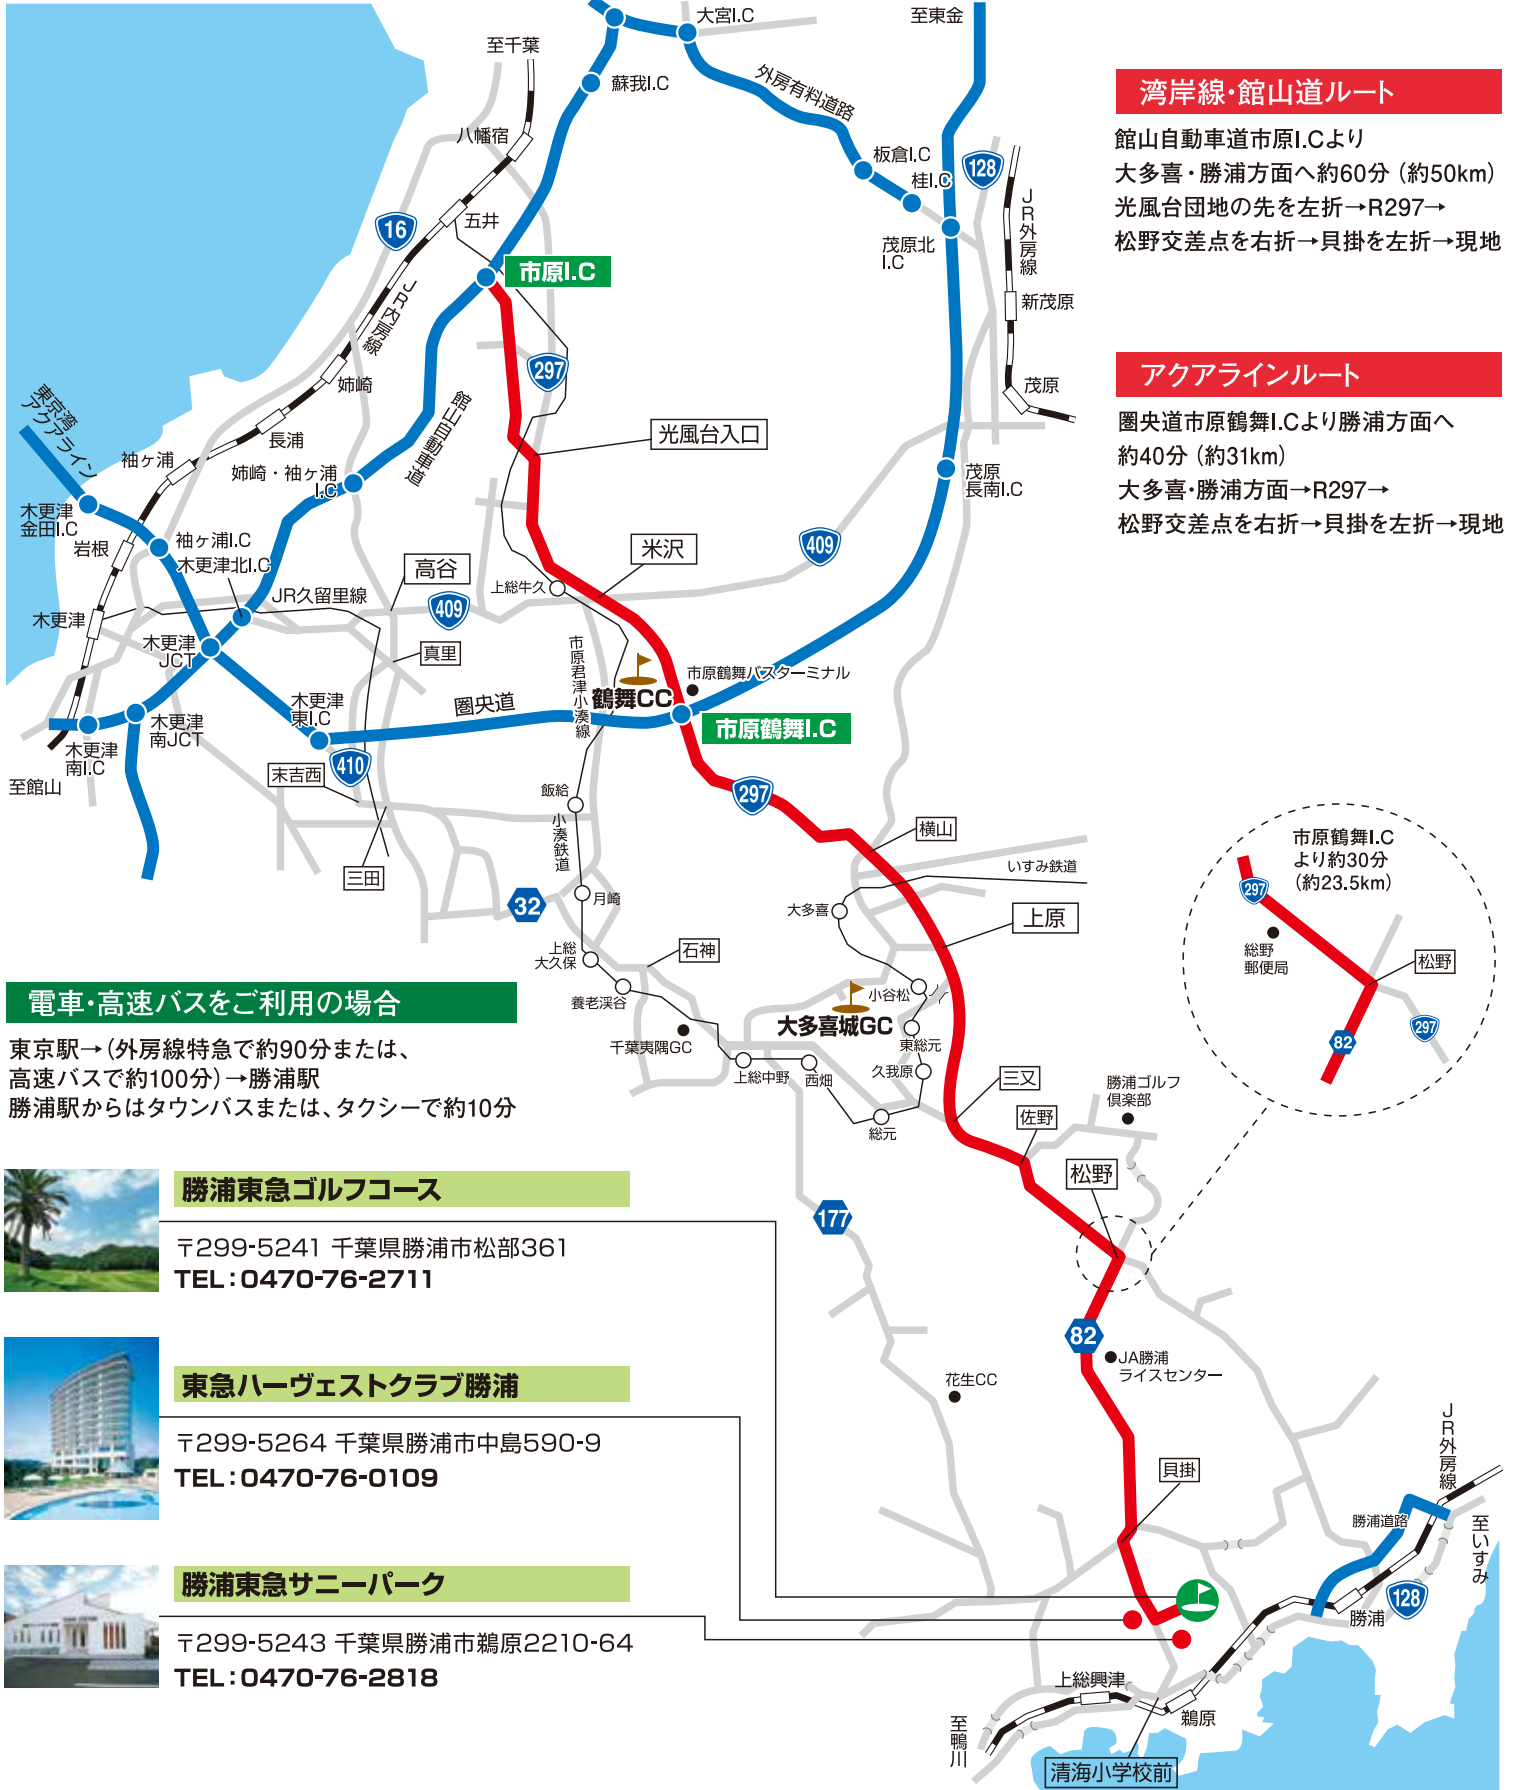 大宮I.C
至東金
至千葉
蘇我I.C
外房有料道路
八幡宿
板倉I.C
桂I.C
128
JR外房線
五井
16
茂原北
I.C
市原I.C
JR内房線
新茂原
297
姉崎
茂原
館山自動車道
東京湾
アクアライン
長浦
光風台入口
袖ヶ浦
姉崎・袖ヶ浦
I.C
茂原
長南I.C
木更津
金田I.C
岩根
袖ヶ浦I.C
木更津北I.C
高谷
米沢
409
上総牛久
JR久留里線
409
木更津
木更津
JCT
真里
市原君津小湊線
市原鶴舞バスターミナル
鶴舞CC
木更津
東I.C
圏央道
市原鶴舞I.C
木更津
南JCT
木更津
南I.C
410
末吉西
至館山
飯給
297
小湊鉄道
横山
三田
いすみ鉄道
32
月崎
大多喜
上原
上総
大久保
石神
養老渓谷
小谷松
大多喜城GC
千葉夷隅GC
東総元
上総中野
西畑
久我原
三又
勝浦ゴルフ
倶楽部
佐野
総元
松野
177
82
JA勝浦
ライスセンター
花生CC
JR外房線
貝掛
勝浦道路
至いすみ
128
勝浦
上総興津
鵜原
至鴨川
清海小学校前
市原鶴舞I.C
より約30分
(約23.5km)
297
総野
郵便局
松野
297
82
湾岸線・館山道ルート
館山自動車道市原I.Cより
大多喜・勝浦方面へ約60分 (約50km)
光風台団地の先を左折→R297→
松野交差点を右折→貝掛を左折→現地
アクアラインルート
圏央道市原鶴舞I.Cより勝浦方面へ
約40分 (約31km)
大多喜・勝浦方面→R297→
松野交差点を右折→貝掛を左折→現地
電車・高速バスをご利用の場合
東京駅→(外房線特急で約90分または、
高速バスで約100分)→勝浦駅
勝浦駅からはタウンバスまたは、タクシーで約10分
勝浦東急ゴルフコース
〒299-5241 千葉県勝浦市松部361
TEL:0470-76-2711
東急ハーヴェストクラブ勝浦
〒299-5264 千葉県勝浦市中島590-9
TEL:0470-76-0109
勝浦東急サニーパーク
〒299-5243 千葉県勝浦市鵜原2210-64
TEL:0470-76-2818